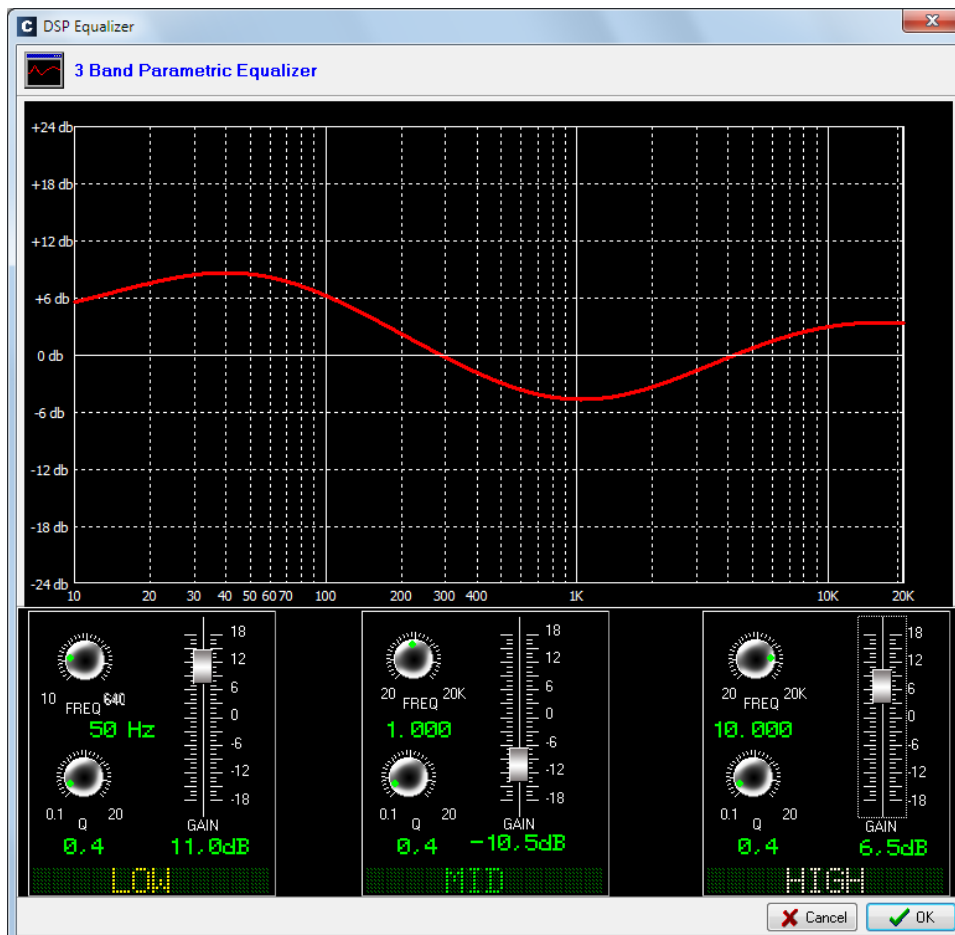 C DSP Equalizer
3 Band Parametric Equalizer
+24 db
+18 db
+12 db
+6 db
0 db
-6 db
-12 db
-18 db
-24 db
10 20 30 40 50 60 70 100 200 300 400 1K 10K 20K
18
12
6
0
-6
-12
-18
10 640
FREQ
50 Hz
0.1 20
Q
0,4
GAIN
11,0dB
LOW
18
12
6
0
-6
-12
-18
20 20K
FREQ
1.000
0.1 20
Q
0,4
GAIN
-10,5dB
MID
18
12
6
0
-6
-12
-18
20 20K
FREQ
10.000
0.1 20
Q
0,4
GAIN
6,5dB
HIGH
Cancel
OK